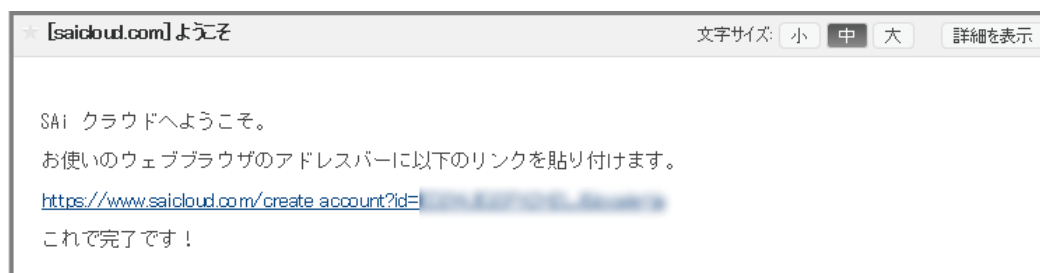 [saicloud.com]ようこそ 文字サイズ: 小 中 大 詳細を表示
SAi クラウドへようこそ。
お使いのウェブブラウザのアドレスバーに以下のリンクを貼り付けます。
https://www.saicloud.com/create account?id=
これで完了です！